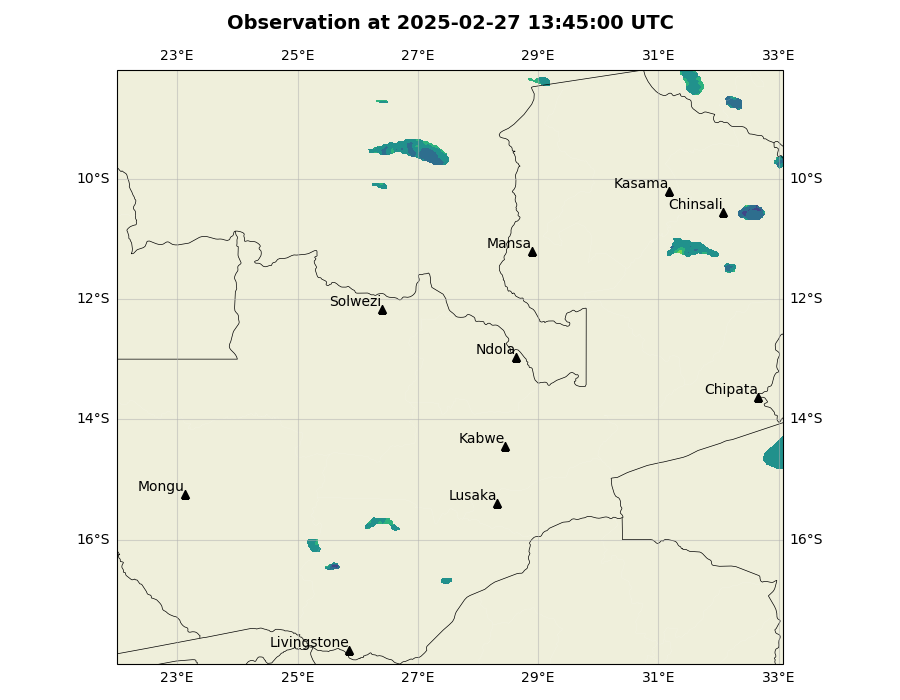 Observation at 2025-02-27 13:45:00 UTC
23°E 25°E 27°E 29°E 31°E 33°E
10°S 10°S
Kasama
Chinsali
Mansa
12°S 12°S
Solwezi
Ndola
Chipata
14°S 14°S
Kabwe
Mongu
Lusaka
16°S 16°S
Livingstone
23°E 25°E 27°E 29°E 31°E 33°E